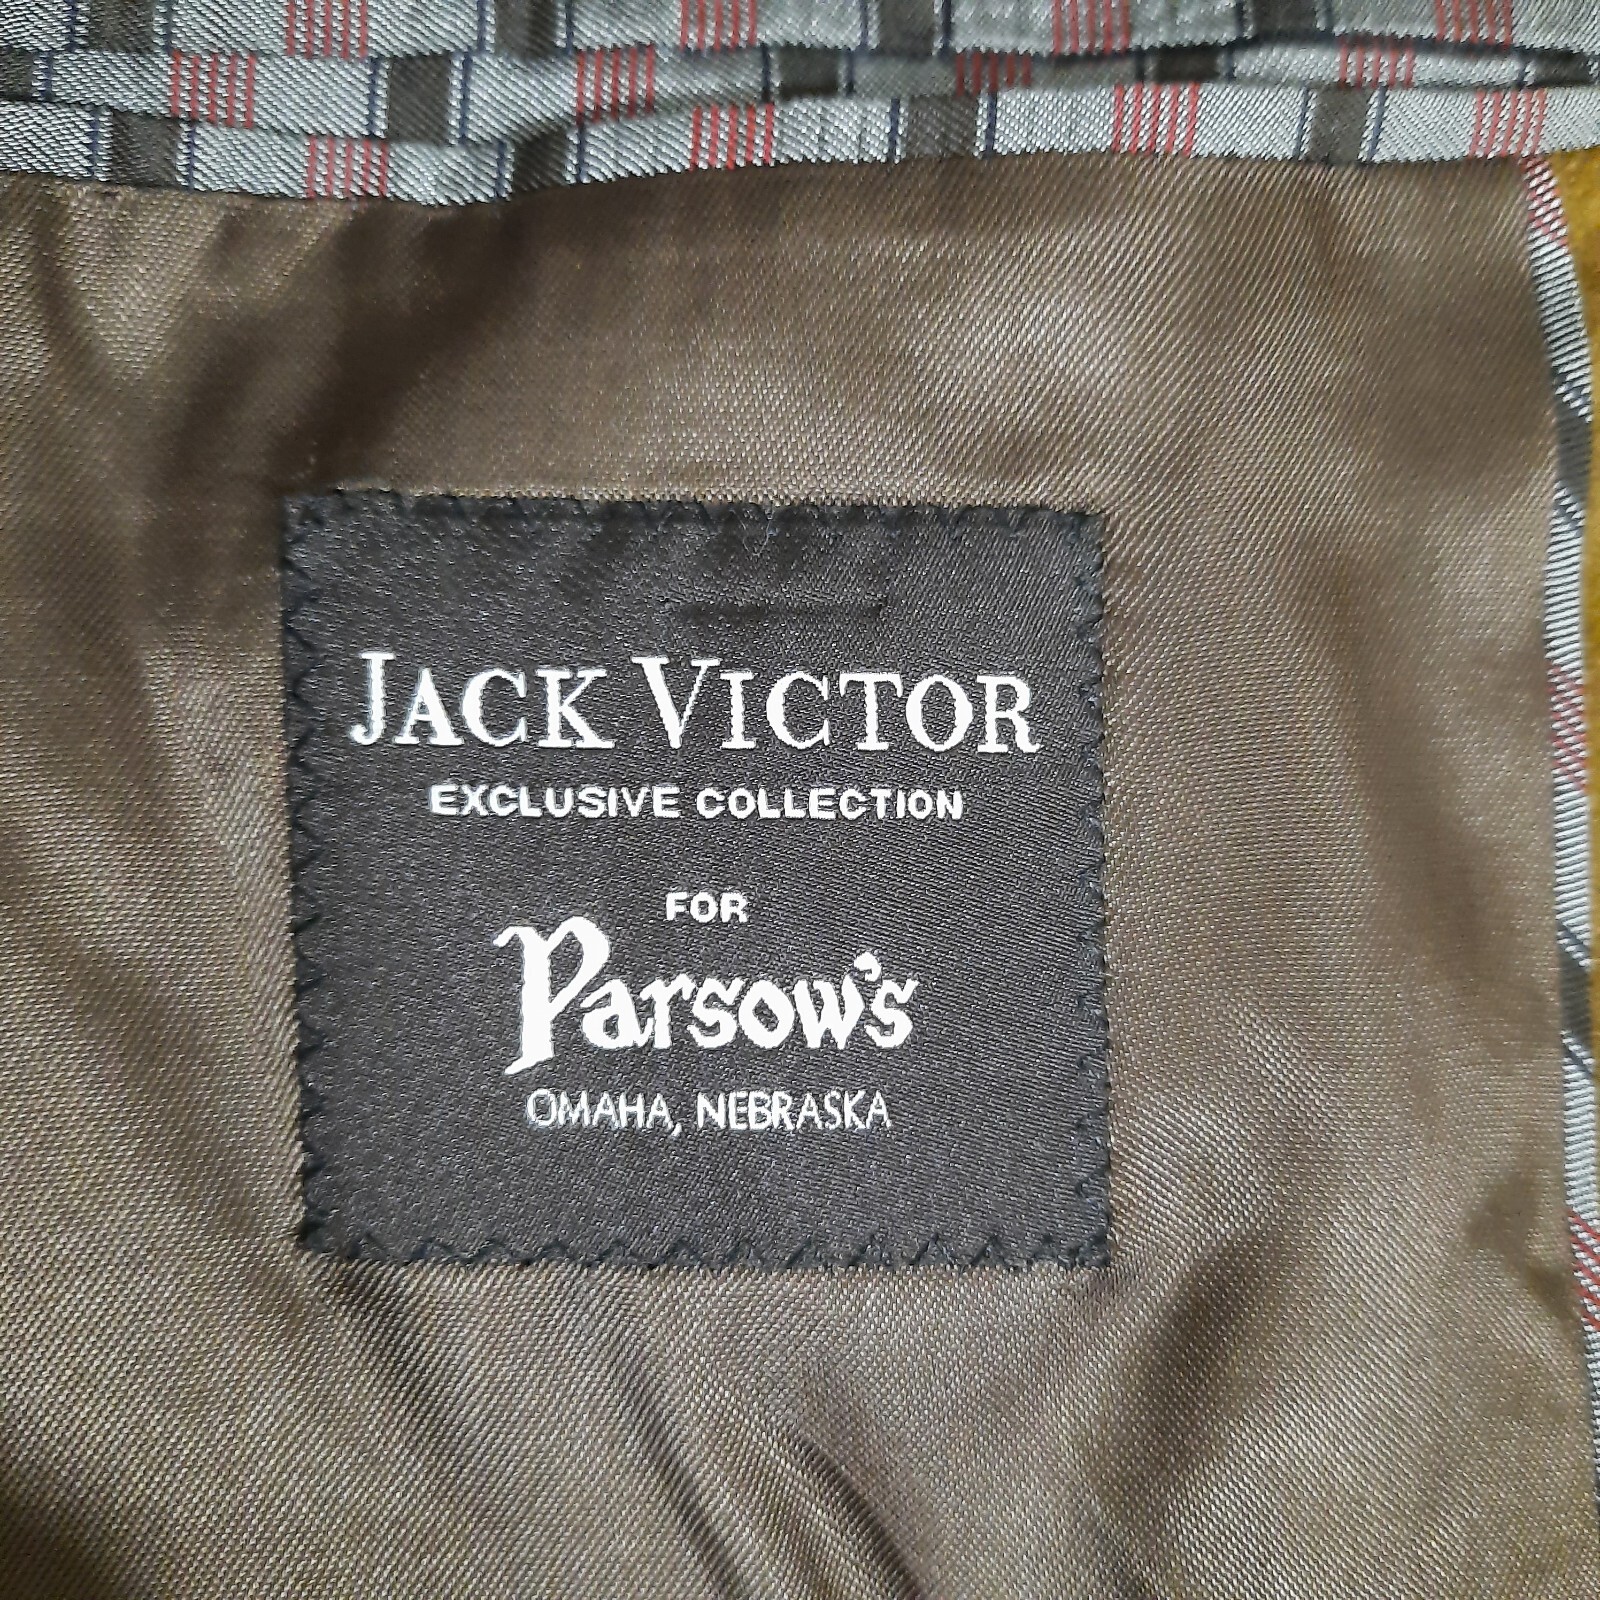 JACK VICTOR
EXCLUSIVE COLLECTION
FOR
Parsow's
OMAHA, NEBRASKA